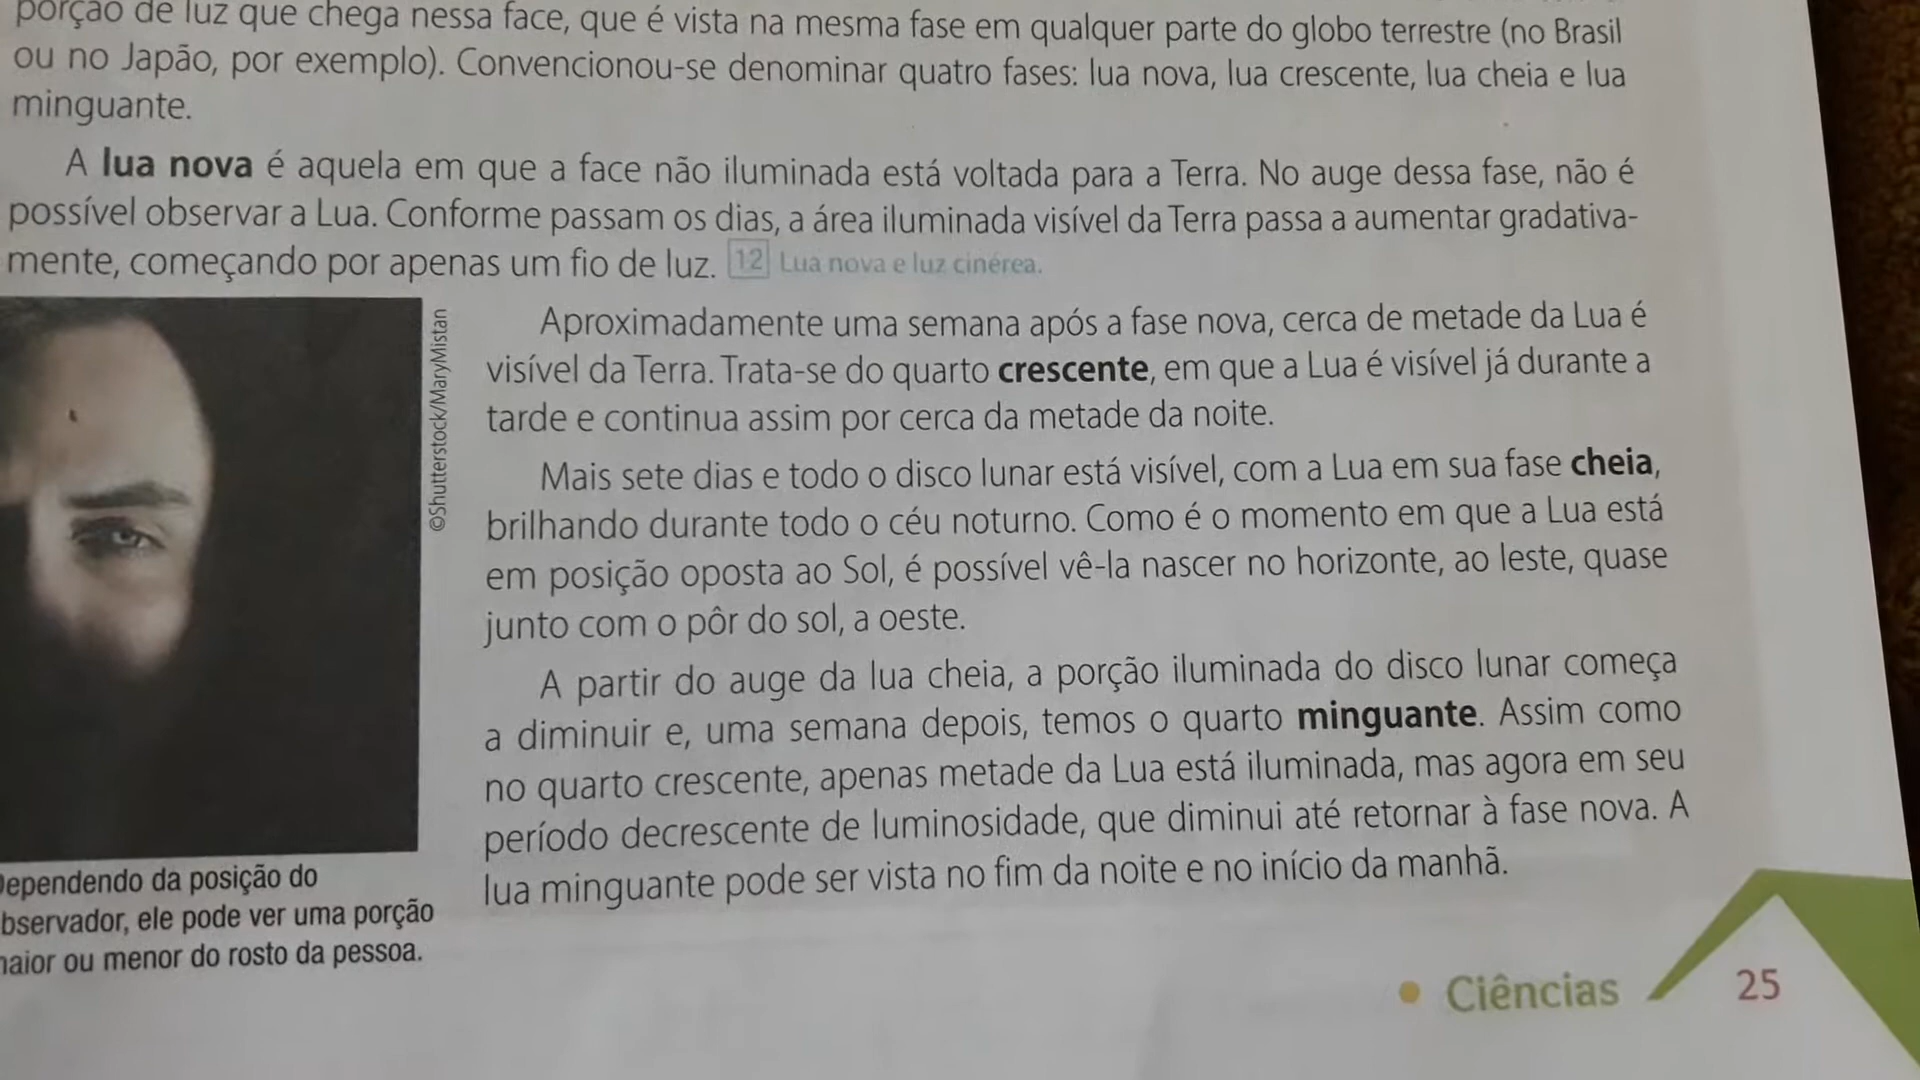 porção de luz que chega nessa face, que é vista na mesma fase em qualquer parte do globo terrestre (no Brasil
ou no Japão, por exemplo). Convencionou-se denominar quatro fases: lua nova, lua crescente, lua cheia e lua
minguante.
A lua nova é aquela em que a face não iluminada está voltada para a Terra. No auge dessa fase, não é
possível observar a Lua. Conforme passam os dias, a área iluminada visível da Terra passa a aumentar gradativa-
mente, começando por apenas um fio de luz. 12 Lua nova e luz cinérea.
©Shutterstock/MaryMistan
Aproximadamente uma semana após a fase nova, cerca de metade da Lua é
visível da Terra. Trata-se do quarto crescente, em que a Lua é visível já durante a
tarde e continua assim por cerca da metade da noite.
Mais sete dias e todo o disco lunar está visível, com a Lua em sua fase cheia,
brilhando durante todo o céu noturno. Como é o momento em que a Lua está
em posição oposta ao Sol, é possível vê-la nascer no horizonte, ao leste, quase
junto com o pôr do sol, a oeste.
A partir do auge da lua cheia, a porção iluminada do disco lunar começa
a diminuir e, uma semana depois, temos o quarto minguante. Assim como
no quarto crescente, apenas metade da Lua está iluminada, mas agora em seu
período decrescente de luminosidade, que diminui até retornar à fase nova. A
lua minguante pode ser vista no fim da noite e no início da manhã.
Dependendo da posição do
bservador, ele pode ver uma porção
maior ou menor do rosto da pessoa.
Ciências 25